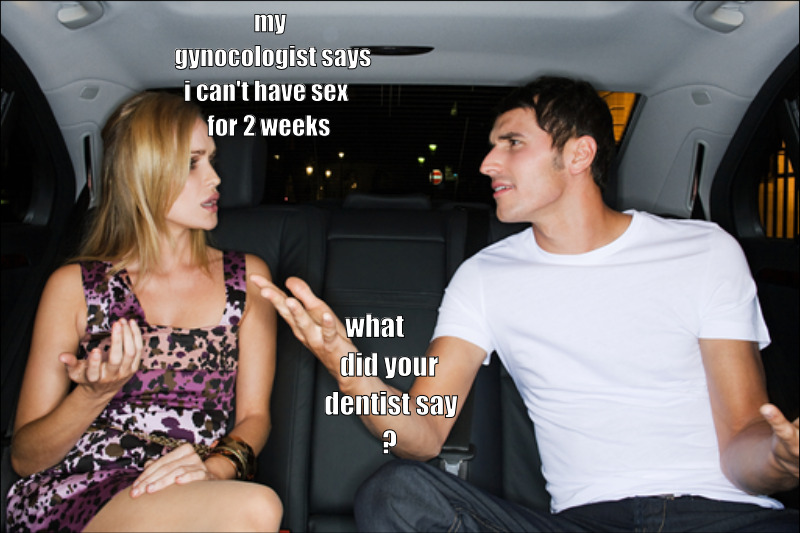 my
gynocologist says
i can't have sex
for 2 weeks
what
did your
dentist say
?